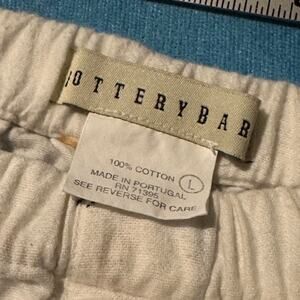 OTTERYBAR
100% COTTON
L
MADE IN PORTUGAL
RN 71395
SEE REVERSE FOR CARE